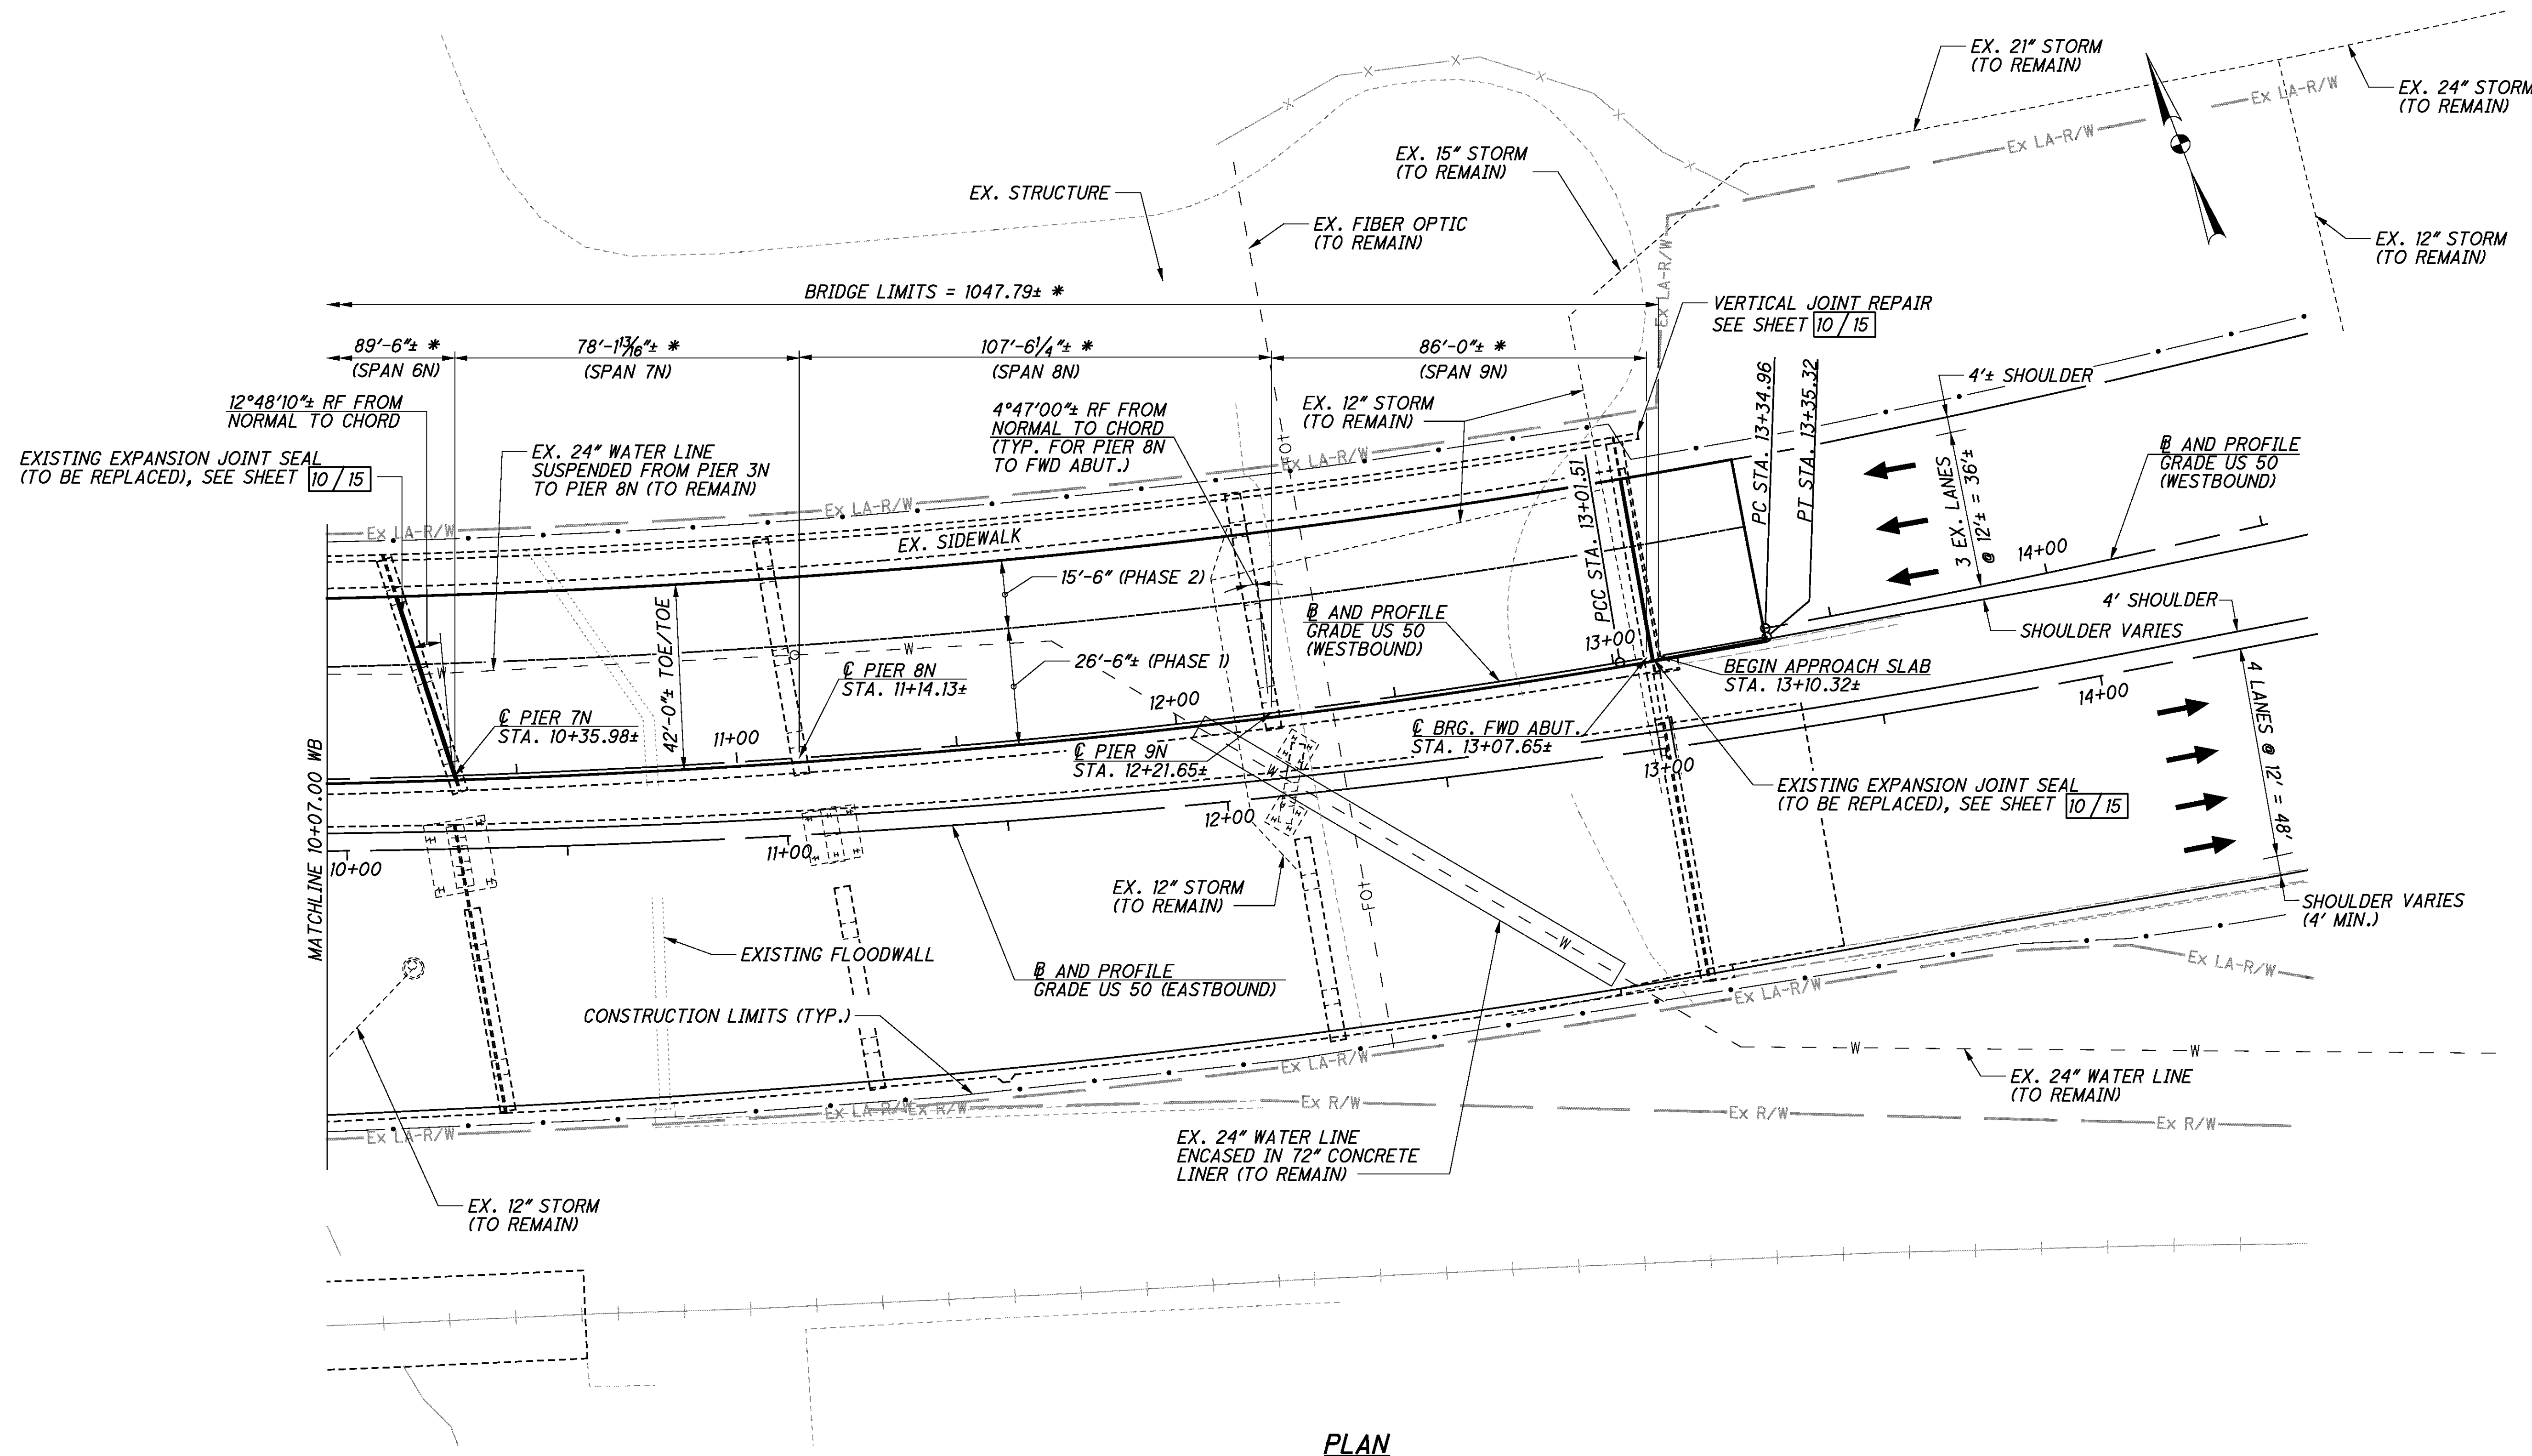 EX. 21" STORM
(TO REMAIN)
EX. 24" STORM
(TO REMAIN)
Ex LA-R/W
Ex LA-R/W
EX. 15" STORM
(TO REMAIN)
EX. STRUCTURE
EX. FIBER OPTIC
(TO REMAIN)
EX. 12" STORM
(TO REMAIN)
Ex LA-R/W
BRIDGE LIMITS = 1047.79± *
VERTICAL JOINT REPAIR
SEE SHEET 10 / 15
89'-6"± *
(SPAN 6N)
78'-1 13/16"± *
(SPAN 7N)
107'-6 1/4"± *
(SPAN 8N)
86'-0"± *
(SPAN 9N)
12°48'10"± RF FROM
NORMAL TO CHORD
4°47'00"± RF FROM
NORMAL TO CHORD
(TYP. FOR PIER 8N
TO FWD ABUT.)
EX. 12" STORM
(TO REMAIN)
PC STA. 13+34.96
PT STA. 13+35.32
4'± SHOULDER
EXISTING EXPANSION JOINT SEAL
(TO BE REPLACED), SEE SHEET 10 / 15
EX. 24" WATER LINE
SUSPENDED FROM PIER 3N
TO PIER 8N (TO REMAIN)
FO
Ex LA-R/W
PCC STA. 13+01.51
3 EX. LANES
@ 12'± = 36'±
℄ AND PROFILE
GRADE US 50
(WESTBOUND)
Ex LA-R/W
Ex LA-R/W
EX. SIDEWALK
14+00
15'-6" (PHASE 2)
42'-0"± TOE/TOE
W
W
26'-6"± (PHASE 1)
℄ AND PROFILE
GRADE US 50
(WESTBOUND)
13+00
4' SHOULDER
SHOULDER VARIES
℄ PIER 8N
STA. 11+14.13±
BEGIN APPROACH SLAB
STA. 13+10.32±
14+00
4 LANES @ 12' = 48'
℄ PIER 7N
STA. 10+35.98±
11+00
12+00
℄ PIER 9N
STA. 12+21.65±
℄ BRG. FWD ABUT.
STA. 13+07.65±
13+00
W
EXISTING EXPANSION JOINT SEAL
(TO BE REPLACED), SEE SHEET 10 / 15
MATCHLINE 10+07.00 WB
10+00
11+00
12+00
EX. 12" STORM
(TO REMAIN)
FO
SHOULDER VARIES
(4' MIN.)
EXISTING FLOODWALL
W
℄ AND PROFILE
GRADE US 50 (EASTBOUND)
Ex LA-R/W
Ex LA-R/W
CONSTRUCTION LIMITS (TYP.)
Ex LA-R/W
W
W
EX. 24" WATER LINE
(TO REMAIN)
Ex LA-R/W
Ex LA-R/W
Ex R/W
Ex R/W
Ex R/W
Ex R/W
EX. 24" WATER LINE
ENCASED IN 72" CONCRETE
LINER (TO REMAIN)
EX. 12" STORM
(TO REMAIN)
PLAN